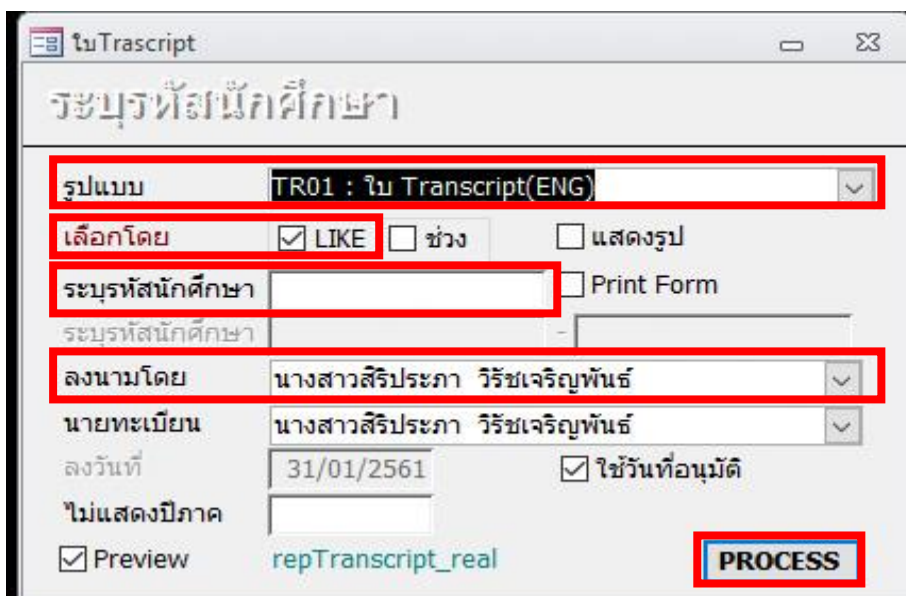 ใบTrascript
ระบุรหัสนักศึกษา
รูปแบบ TR01 : ใบ Transcript(ENG)
เลือกโดย LIKE ช่วง แสดงรูป
ระบุรหัสนักศึกษา Print Form
ระบุรหัสนักศึกษา -
ลงนามโดย นางสาวสิริประภา วิรัชเจริญพันธ์
นายทะเบียน นางสาวสิริประภา วิรัชเจริญพันธ์
ลงวันที่ 31/01/2561 ใช้วันที่อนุมัติ
ไม่แสดงปีภาค
Preview repTranscript_real PROCESS